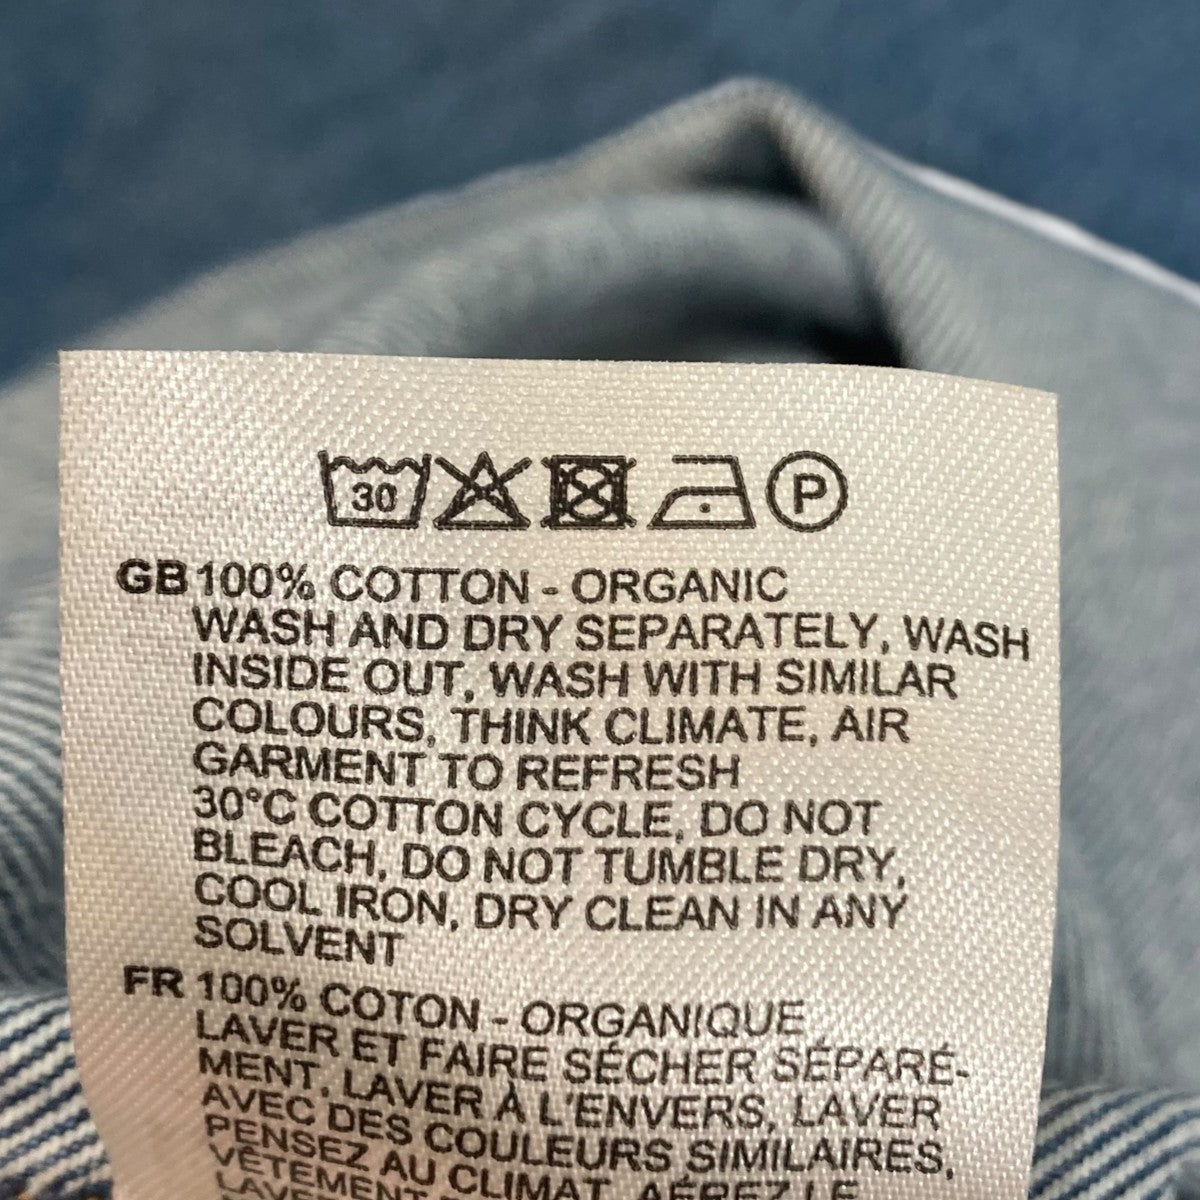 30 P
GB 100% COTTON - ORGANIC
WASH AND DRY SEPARATELY, WASH
INSIDE OUT, WASH WITH SIMILAR
COLOURS, THINK CLIMATE, AIR
GARMENT TO REFRESH
30°C COTTON CYCLE, DO NOT
BLEACH, DO NOT TUMBLE DRY,
COOL IRON, DRY CLEAN IN ANY
SOLVENT
FR 100% COTON - ORGANIQUE
LAVER ET FAIRE SÉCHER SÉPARÉ-
MENT, LAVER À L'ENVERS, LAVER
AVEC DES COULEURS SIMILAIRES,
PENSEZ AU CLIMAT, AÉREZ LE
VÊTEMENT